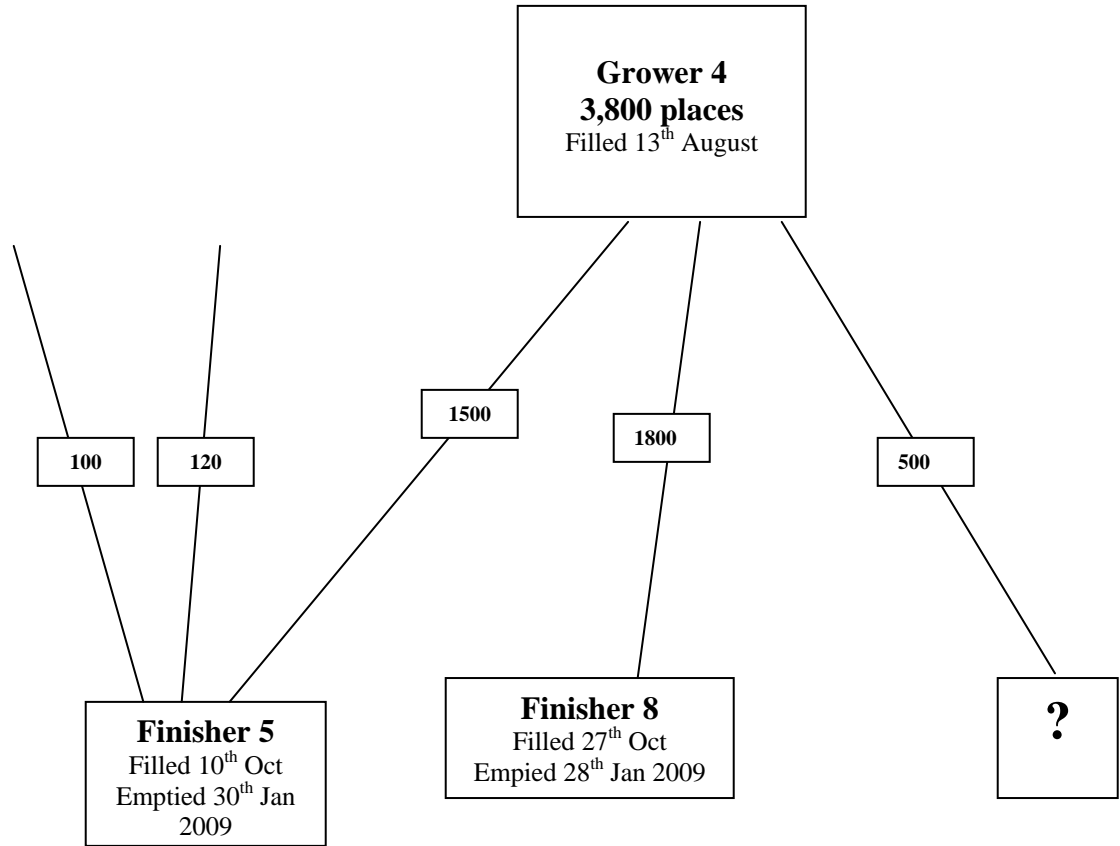 Grower 4
3,800 places
Filled 13th August
1500
1800
100
120
500
Finisher 5
Filled 10th Oct
Emptied 30th Jan
2009
Finisher 8
Filled 27th Oct
Empied 28th Jan 2009
?